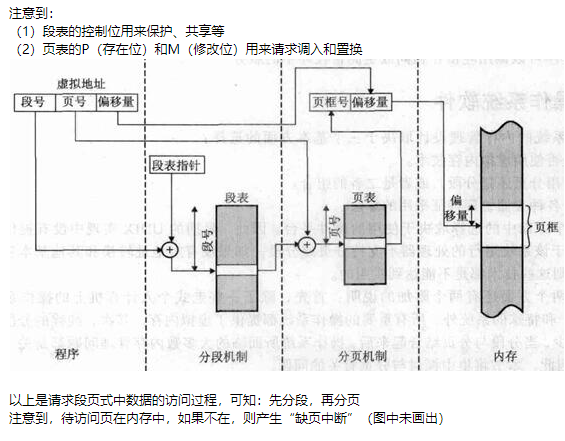 注意到：
（1）段表的控制位用来保护、共享等
（2）页表的P（存在位）和M（修改位）用来请求调入和置换
虚拟地址
段号 页号 偏移量
页框号 偏移量
段表指针
段表
页表
段号
页号
偏移量
页框
程序
分段机制
分页机制
内存
以上是请求段页式中数据的访问过程，可知：先分段，再分页
注意到，待访问页在内存中，如果不在，则产生“缺页中断”（图中未画出）